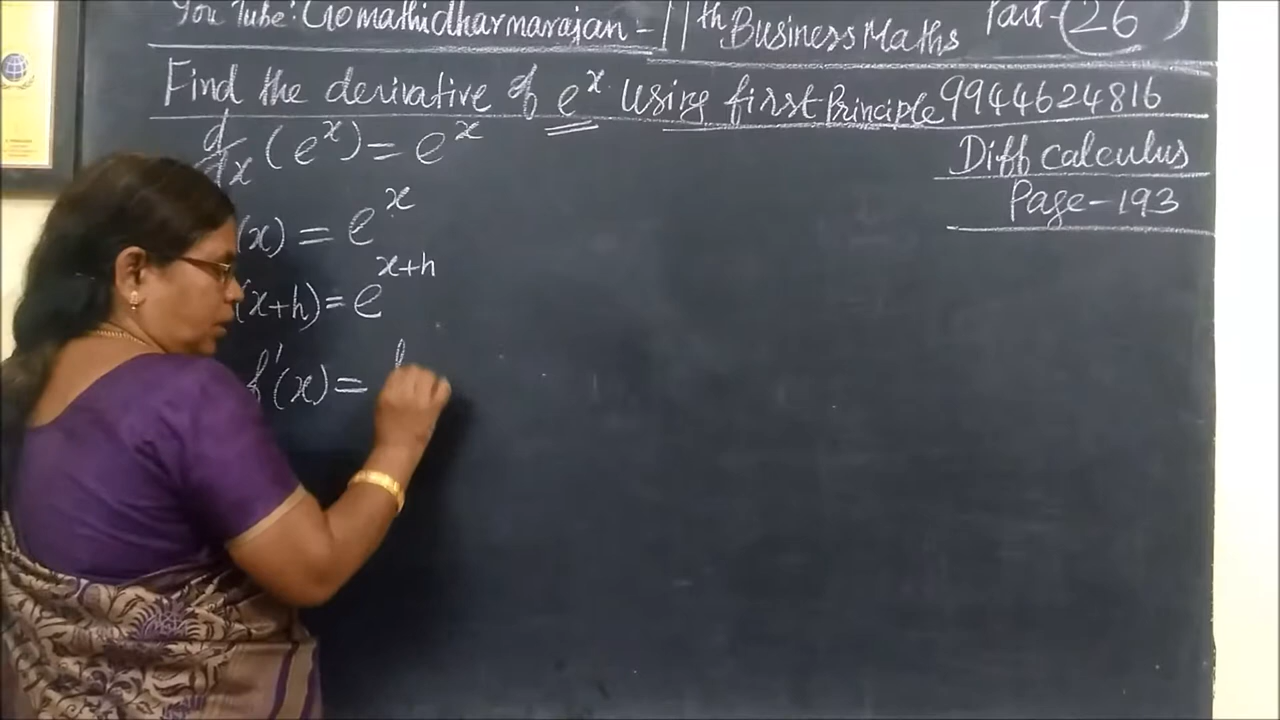 You Tube: Gomathidharmarajan - 11th Business Maths Part - 26
Find the derivative of e^x using first Principle 9944624816
d/dx (e^x) = e^x
Diff calculus
Page - 193
(x) = e^x
(x+h) = e^(x+h)
f'(x) = l